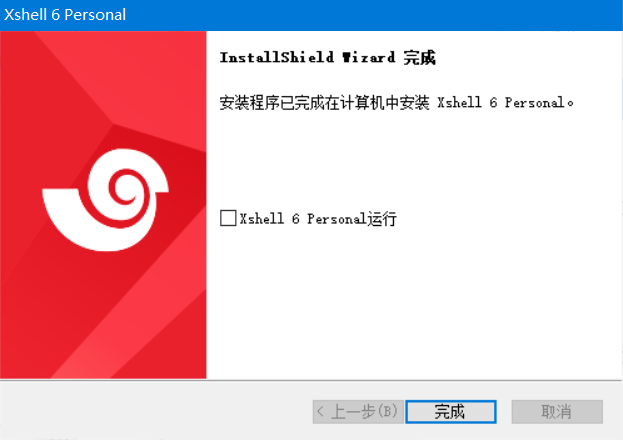 Xshell 6 Personal
InstallShield Wizard 完成
安装程序已完成在计算机中安装 Xshell 6 Personal。
Xshell 6 Personal运行
< 上一步(B)
完成
取消